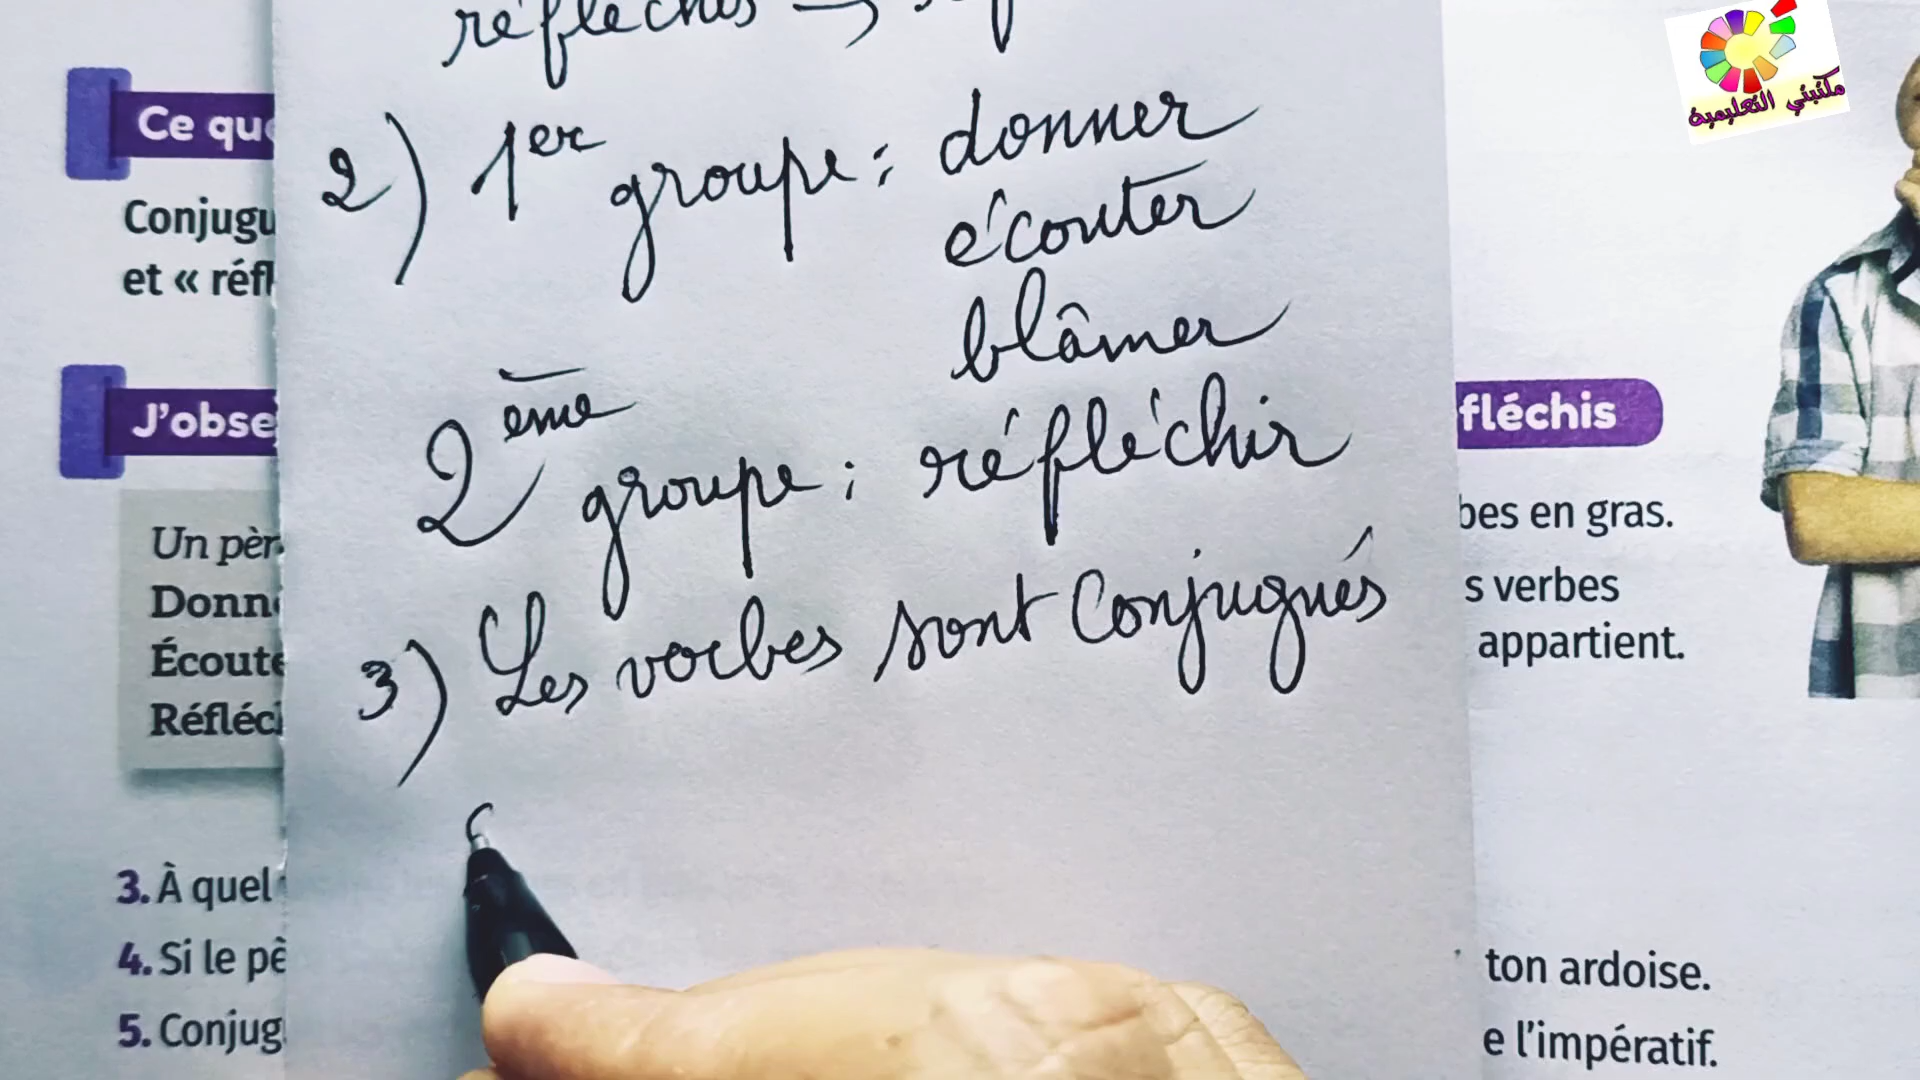 réfléchis →
2) 1er groupe : donner
écouter
blâmer
2ème groupe : réfléchir
3) Les verbes sont Conjugués
Ce que
Conjugu
et « réfl
J'obse
Un pèr
Donn
Écoute
Réfléc
3. À quel
4. Si le pè
5. Conjug
fléchis
bes en gras.
s verbes
appartient.
ton ardoise.
e l'impératif.
مكتبتي التعليمية